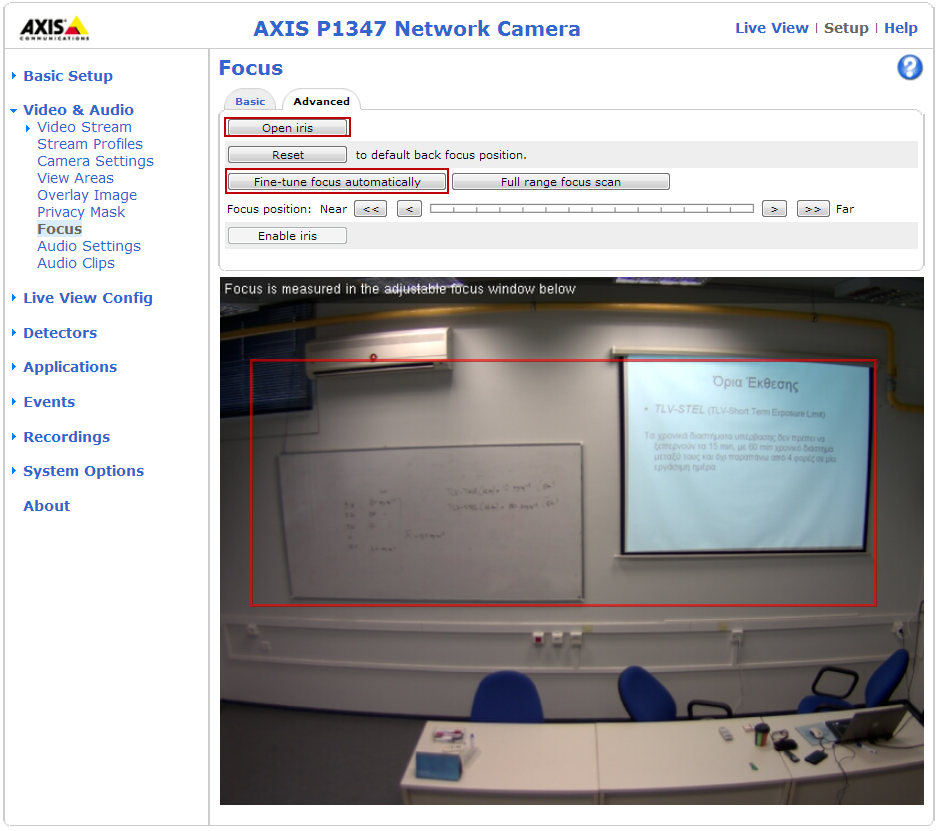 AXIS
COMMUNICATIONS
AXIS P1347 Network Camera
Live View | Setup | Help
Basic Setup
Video & Audio
Video Stream
Stream Profiles
Camera Settings
View Areas
Overlay Image
Privacy Mask
Focus
Audio Settings
Audio Clips
Live View Config
Detectors
Applications
Events
Recordings
System Options
About
Focus
?
Basic
Advanced
Open iris
Reset to default back focus position.
Fine-tune focus automatically
Full range focus scan
Focus position: Near << < > >> Far
Enable iris
Focus is measured in the adjustable focus window below
Όρια Έκθεσης
• TLV-STEL (TLV-Short Term Exposure Limit)
Τα χρονικά διαστήματα υπέρβασης δεν πρέπει να
ξεπερνούν τα 15 min, με 60 min χρονικό διάστημα
μεταξύ τους και όχι παραπάνω από 4 φορές σε μία
εργάσιμη ημέρα